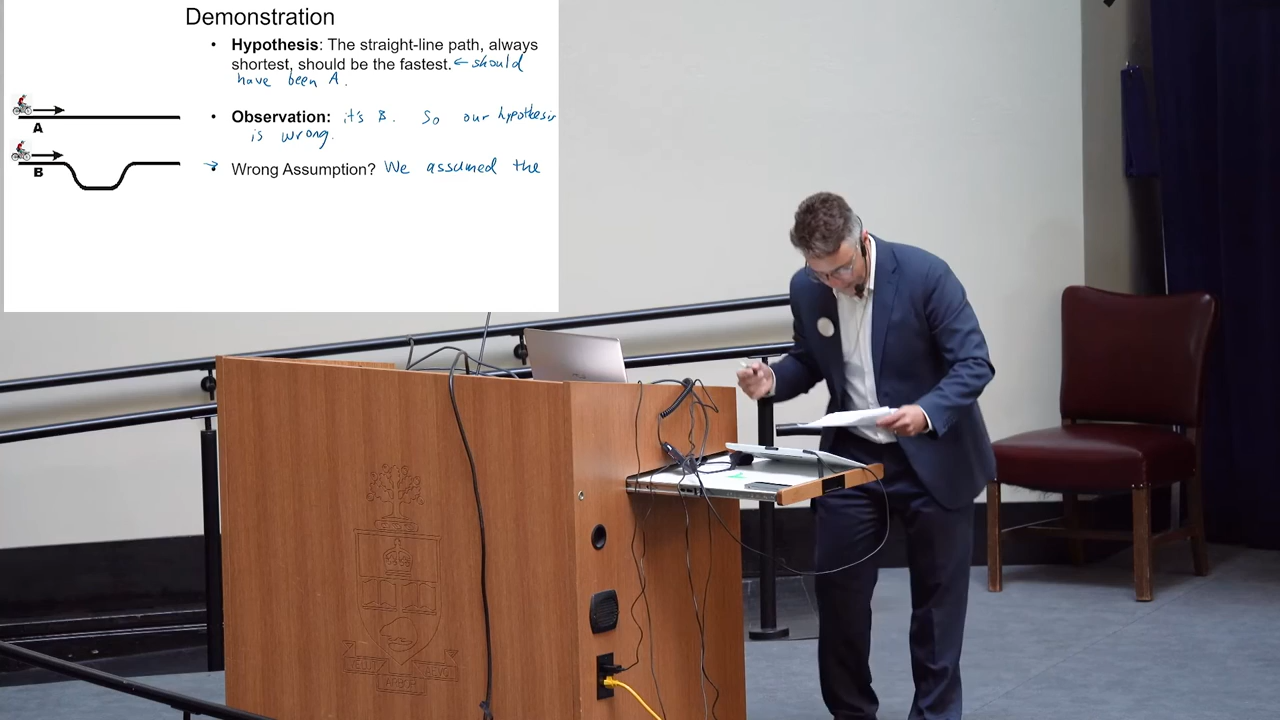 Demonstration
• Hypothesis: The straight-line path, always
shortest, should be the fastest. ← should
have been A.
A
• Observation: it's B. So our hypothesis
is wrong.
B
→ • Wrong Assumption? We assumed the